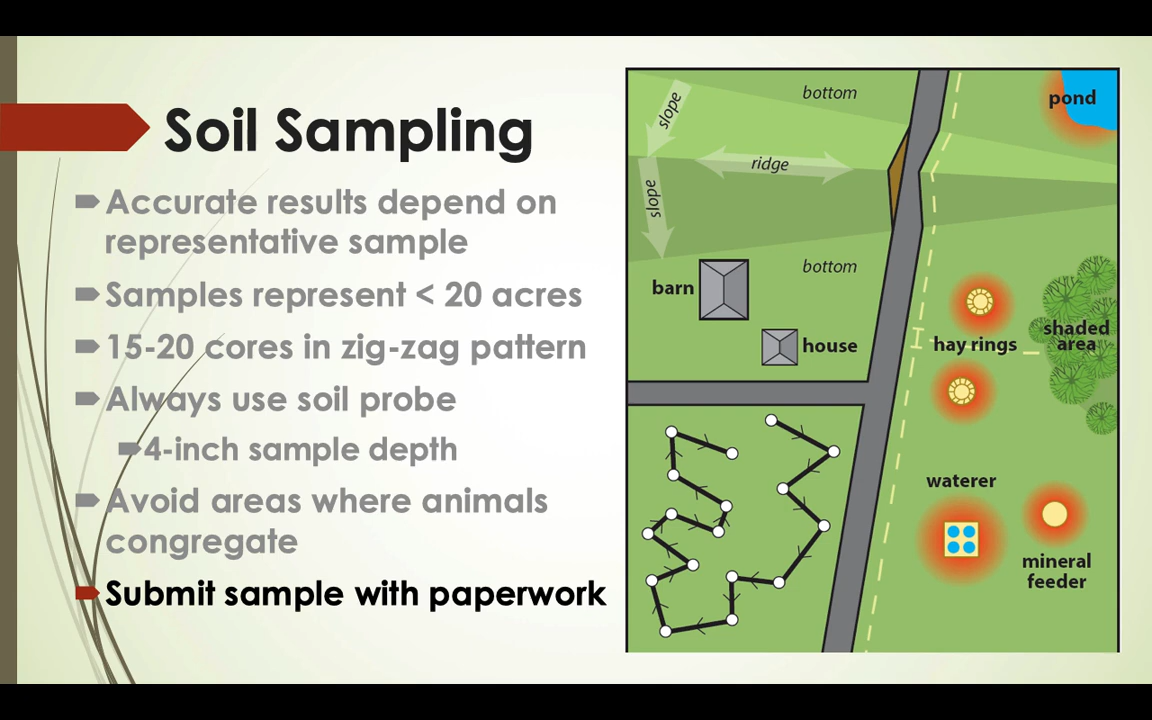 Soil Sampling
Accurate results depend on
representative sample
Samples represent < 20 acres
15-20 cores in zig-zag pattern
Always use soil probe
4-inch sample depth
Avoid areas where animals
congregate
Submit sample with paperwork
bottom
pond
slope
ridge
slope
bottom
barn
house
hay rings
shaded
area
waterer
mineral
feeder